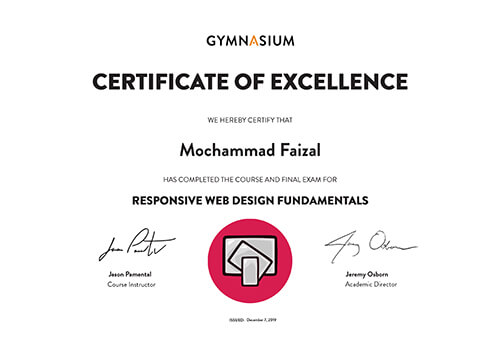 GYMNASIUM
CERTIFICATE OF EXCELLENCE
WE HEREBY CERTIFY THAT
Mochammad Faizal
HAS COMPLETED THE COURSE AND FINAL EXAM FOR
RESPONSIVE WEB DESIGN FUNDAMENTALS
Jason Pamental
Course Instructor
Jeremy Osborn
Academic Director
ISSUED: December 7, 2019